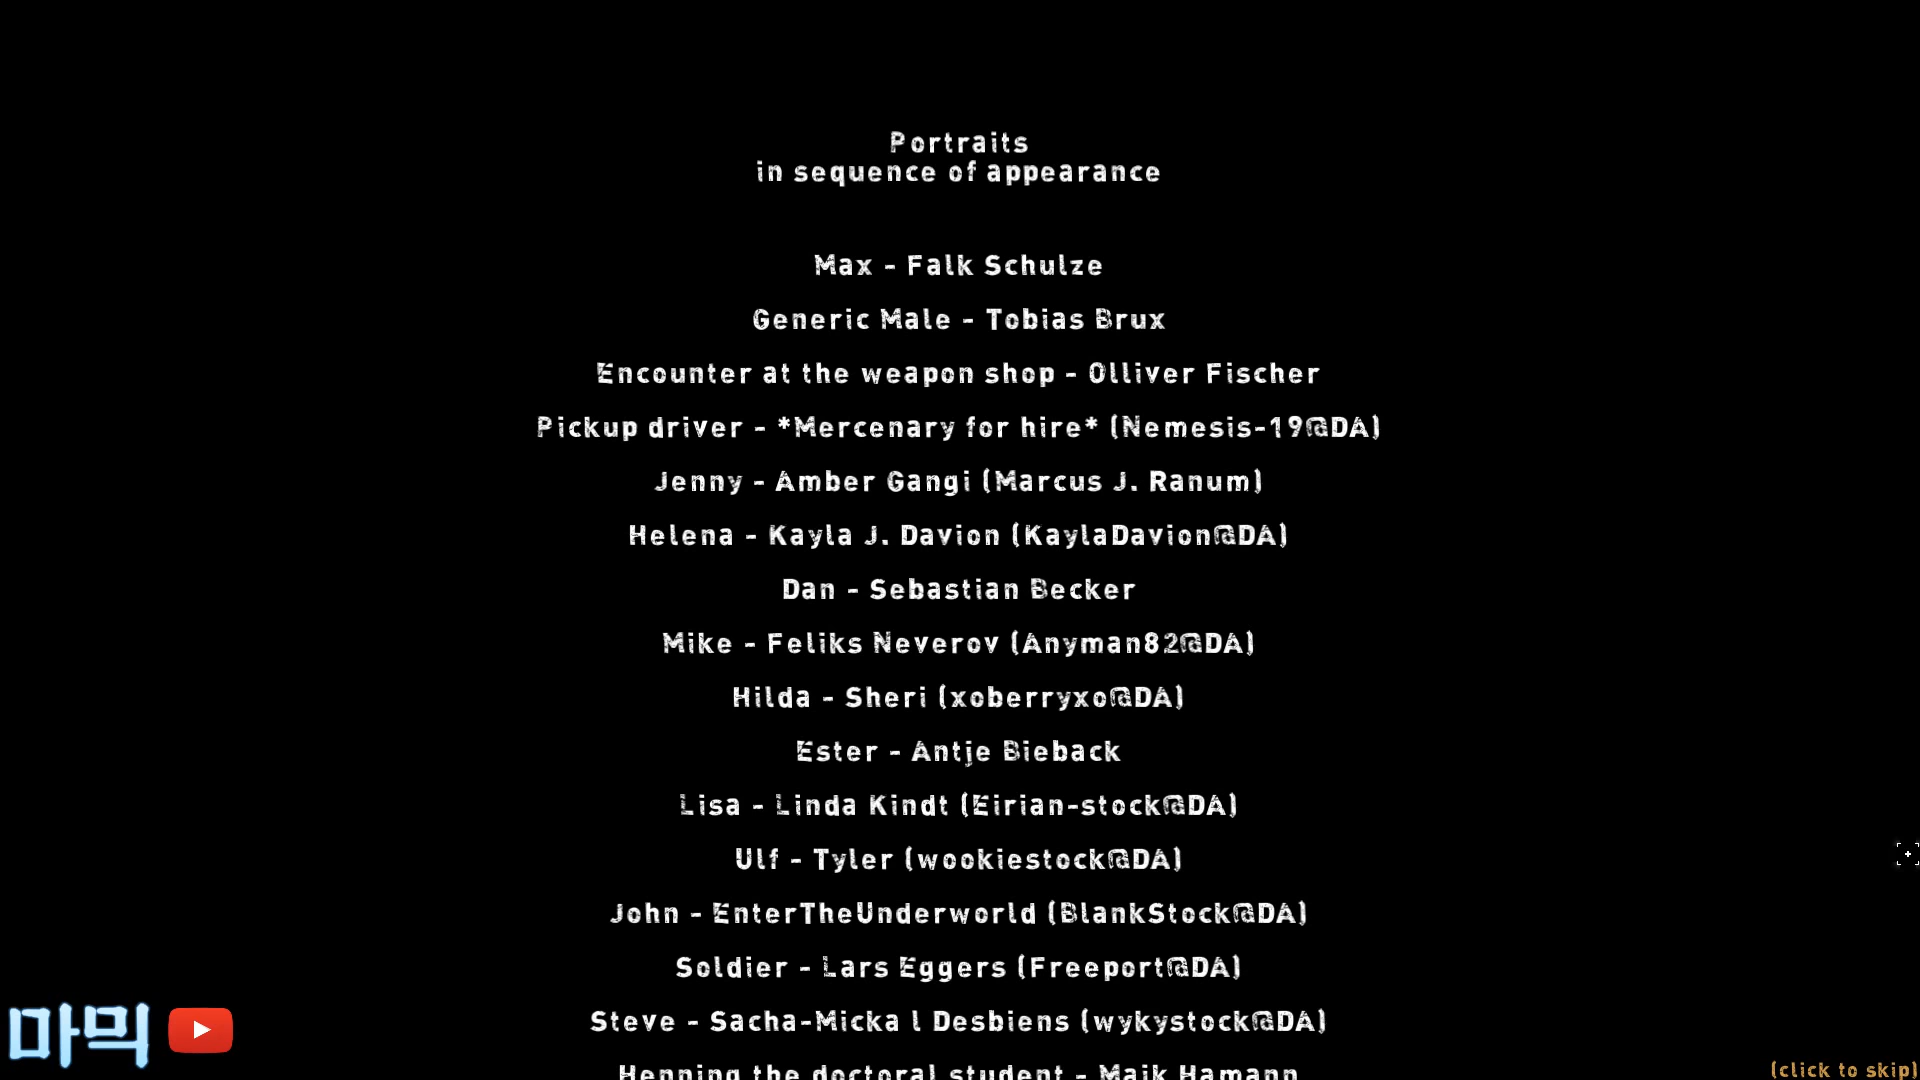 Portraits
in sequence of appearance
Max - Falk Schulze
Generic Male - Tobias Brux
Encounter at the weapon shop - Olliver Fischer
Pickup driver - *Mercenary for hire* (Nemesis-19@DA)
Jenny - Amber Gangi (Marcus J. Ranum)
Helena - Kayla J. Davion (KaylaDavion@DA)
Dan - Sebastian Becker
Mike - Feliks Neverov (Anyman82@DA)
Hilda - Sheri (xoberryxo@DA)
Ester - Antje Bieback
Lisa - Linda Kindt (Eirian-stock@DA)
Ulf - Tyler (wookiestock@DA)
John - EnterTheUnderworld (BlankStock@DA)
Soldier - Lars Eggers (Freeport@DA)
Steve - Sacha-Micka l Desbiens (wykystock@DA)
Henning the doctoral student - Maik Hamann
마믹
(click to skip)